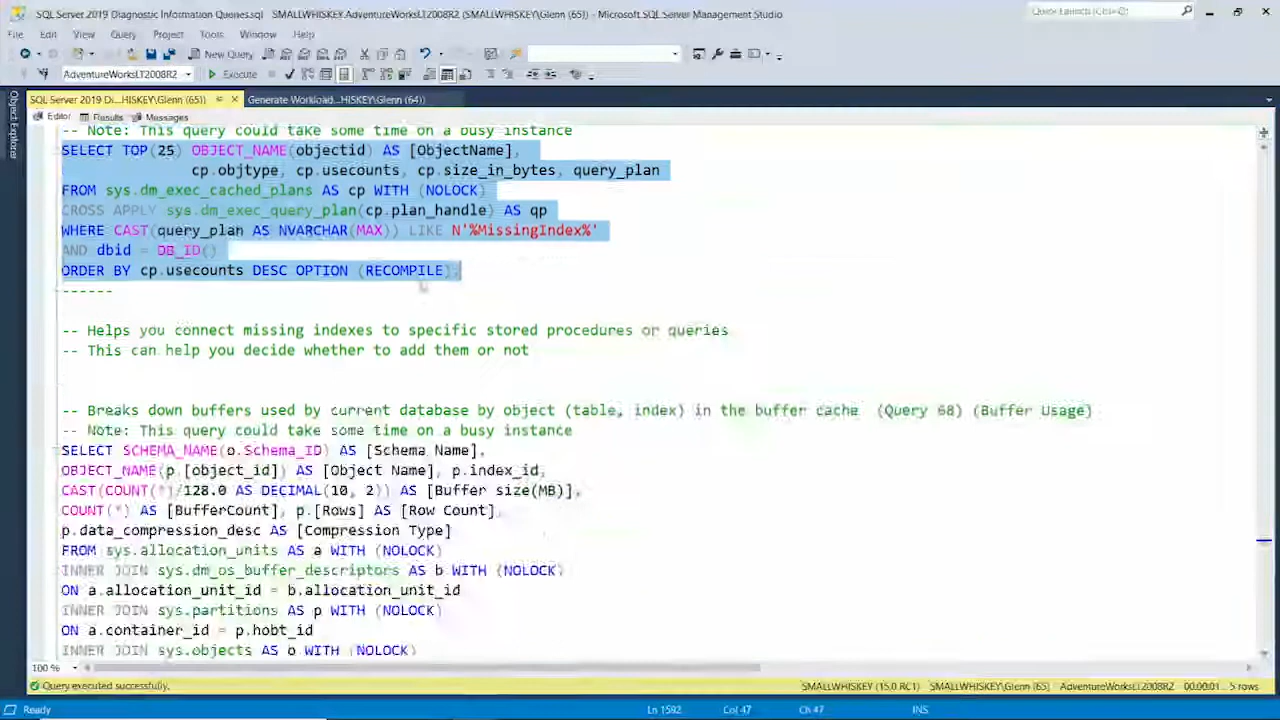 SQL Server 2019 Diagnostic Information Queries.sql - SMALLWHISKEY.AdventureWorksLT2008R2 (SMALLWHISKEY\Glenn (65)) - Microsoft SQL Server Management Studio
Quick Launch (Ctrl+Q)
File Edit View Query Project Tools Window Help
New Query
AdventureWorksLT2008R2 Execute
SQL Server 2019 Di...HISKEY\Glenn (65)) Generate Workload...HISKEY\Glenn (64))
Object Explorer
Editor Results Messages
-- Note: This query could take some time on a busy instance
SELECT TOP(25) OBJECT_NAME(objectid) AS [ObjectName],
cp.objtype, cp.usecounts, cp.size_in_bytes, query_plan
FROM sys.dm_exec_cached_plans AS cp WITH (NOLOCK)
CROSS APPLY sys.dm_exec_query_plan(cp.plan_handle) AS qp
WHERE CAST(query_plan AS NVARCHAR(MAX)) LIKE N'%MissingIndex%'
AND dbid = DB_ID()
ORDER BY cp.usecounts DESC OPTION (RECOMPILE);
------
-- Helps you connect missing indexes to specific stored procedures or queries
-- This can help you decide whether to add them or not
-- Breaks down buffers used by current database by object (table, index) in the buffer cache  (Query 68) (Buffer Usage)
-- Note: This query could take some time on a busy instance
SELECT SCHEMA_NAME(o.Schema_ID) AS [Schema Name],
OBJECT_NAME(p.[object_id]) AS [Object Name], p.index_id,
CAST(COUNT(*)/128.0 AS DECIMAL(10, 2)) AS [Buffer size(MB)],
COUNT(*) AS [BufferCount], p.[Rows] AS [Row Count],
p.data_compression_desc AS [Compression Type]
FROM sys.allocation_units AS a WITH (NOLOCK)
INNER JOIN sys.dm_os_buffer_descriptors AS b WITH (NOLOCK)
ON a.allocation_unit_id = b.allocation_unit_id
INNER JOIN sys.partitions AS p WITH (NOLOCK)
ON a.container_id = p.hobt_id
INNER JOIN sys.objects AS o WITH (NOLOCK)
100 %
Query executed successfully. SMALLWHISKEY (15.0 RC1) SMALLWHISKEY\Glenn (65) AdventureWorksLT2008R2 00:00:01 5 rows
Ready Ln 1592 Col 47 Ch 47 INS